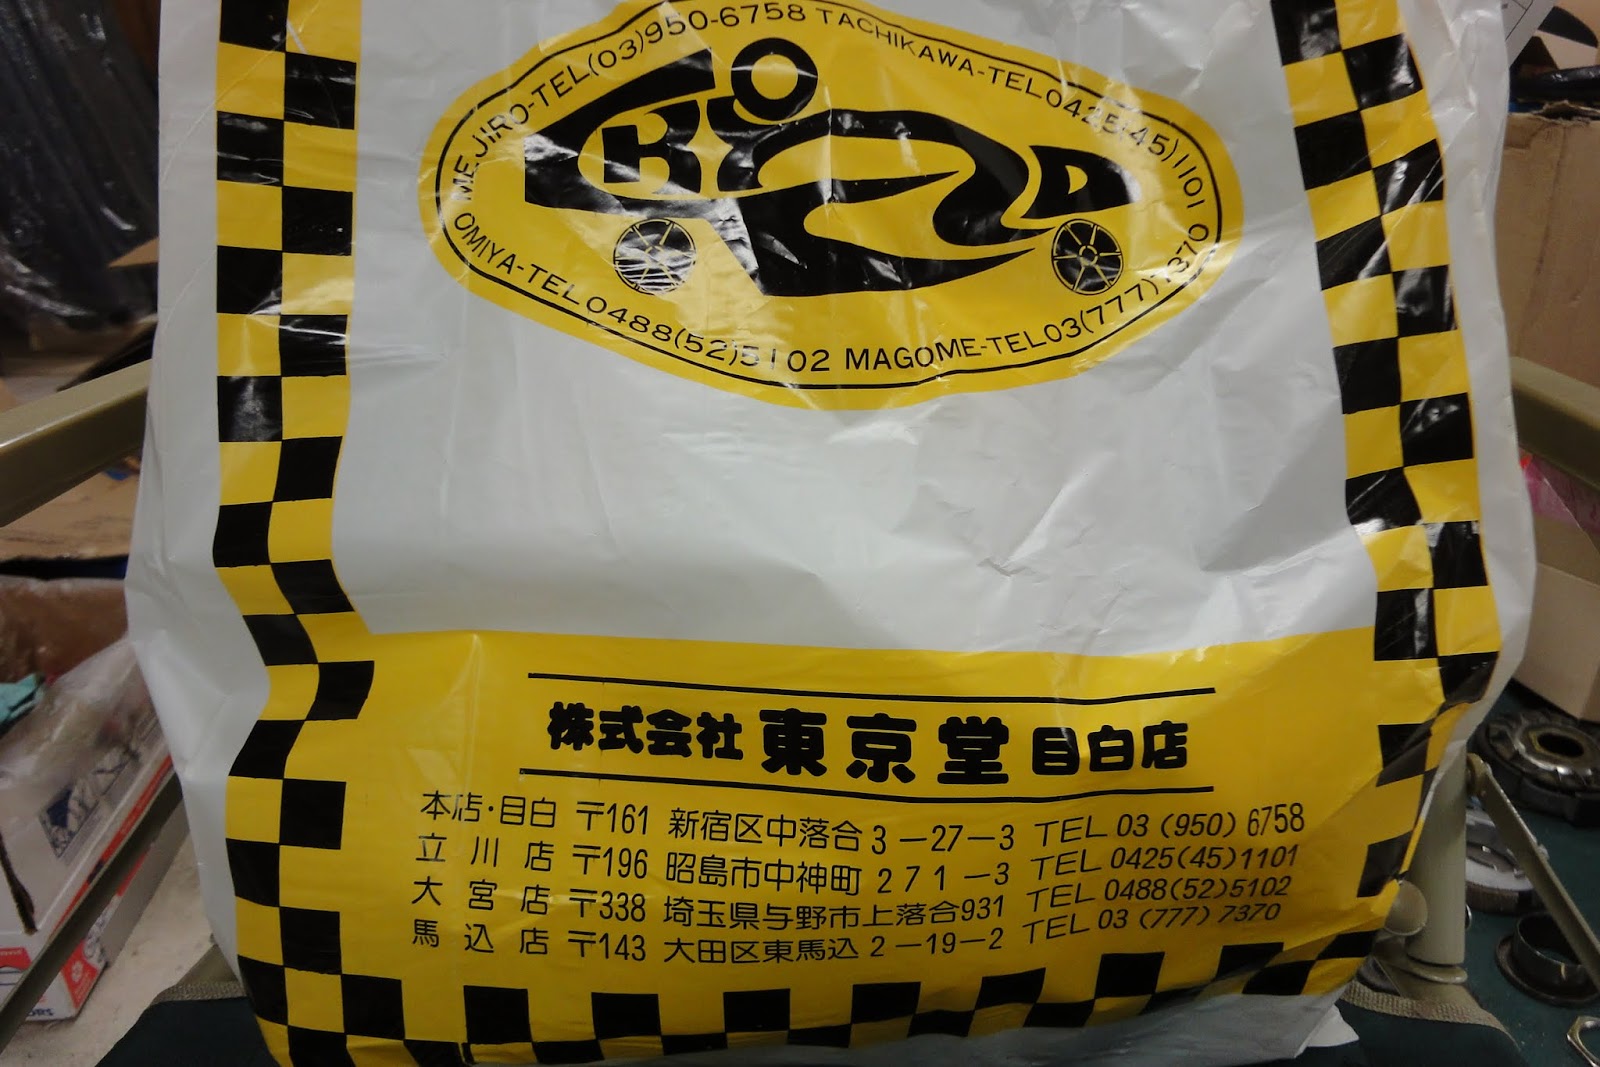 MEJIRO-TEL(03)950-6758 TACHIKAWA-TEL0425(45)1101
OMIYA-TEL0488(52)5102 MAGOME-TEL03(777)7370
株式会社 東京堂 目白店
本店・目白 〒161 新宿区中落合3-27-3 TEL 03 (950) 6758
立川店 〒196 昭島市中神町271-3 TEL 0425(45)1101
大宮店 〒338 埼玉県与野市上落合931 TEL 0488(52)5102
馬込店 〒143 大田区東馬込2-19-2 TEL 03 (777) 7370